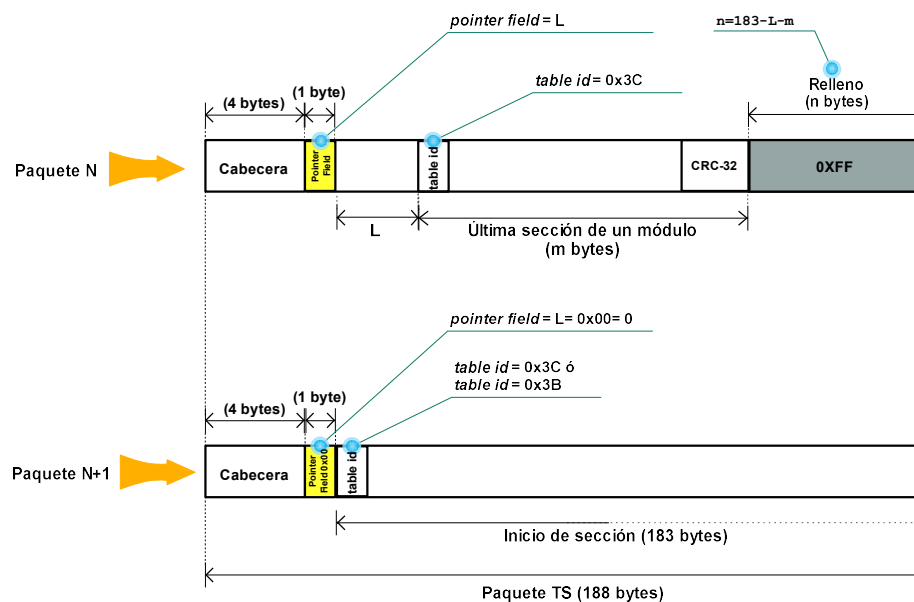 pointer field = L
n=183-L-m
table id = 0x3C
Relleno
(n bytes)
(4 bytes)
(1 byte)
Paquete N
Cabecera
Pointer
Field
table id
CRC-32
0XFF
L
Última sección de un módulo
(m bytes)
pointer field = L= 0x00= 0
table id = 0x3C ó
table id = 0x3B
(4 bytes)
(1 byte)
Paquete N+1
Cabecera
Pointer
Field 0x00
table id
Inicio de sección (183 bytes)
Paquete TS (188 bytes)